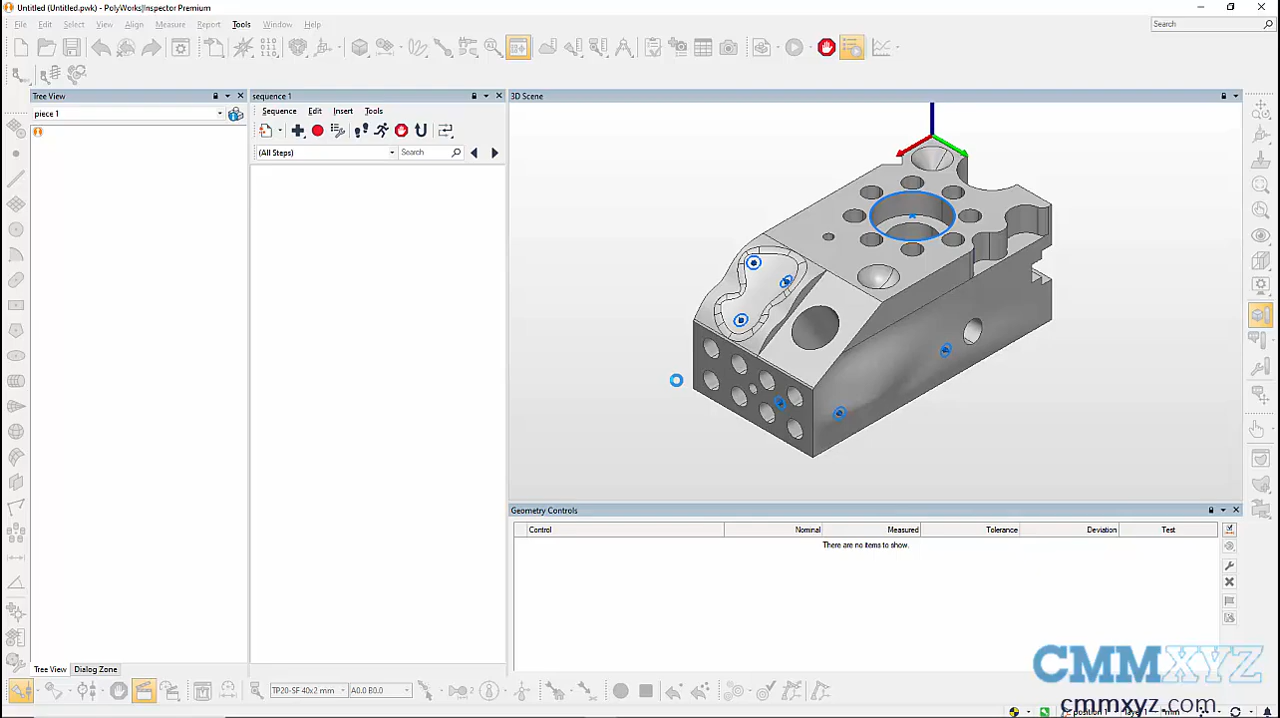 Untitled (Untitled.pwk) - PolyWorks|Inspector Premium
File Edit Select View Align Measure Report Tools Window Help
Search
Tree View
sequence 1
3D Scene
piece 1
Sequence Edit Insert Tools
(All Steps)
Search
Geometry Controls
Control Nominal Measured Tolerance Deviation Test
There are no items to show.
Tree View Dialog Zone
TP20-SF 40x2 mm
A0.0 B0.0
CMMXYZ
cmmxyz.com